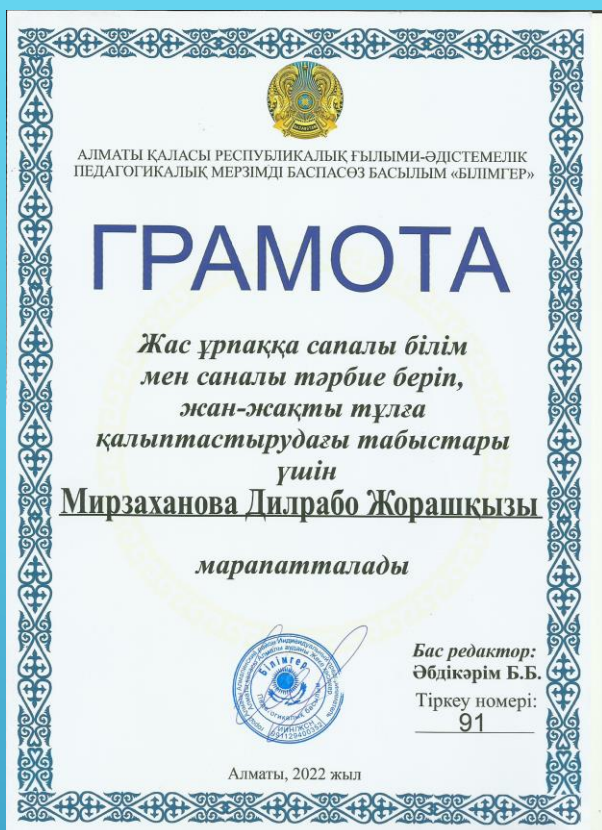 АЛМАТЫ ҚАЛАСЫ РЕСПУБЛИКАЛЫҚ ҒЫЛЫМИ-ӘДІСТЕМЕЛІК
ПЕДАГОГИКАЛЫҚ МЕРЗІМДІ БАСПАСӨЗ БАСЫЛЫМ «БІЛІМГЕР»
ГРАМОТА
Жас ұрпаққа сапалы білім
мен саналы тәрбие беріп,
жан-жақты тұлға
қалыптастырудағы табыстары
үшін
Мирзаханова Дилрабо Жорашқызы
марапатталады
Білімгер
Педагогикалық басылым
Бас редактор:
Әбдікәрім Б.Б.
Тіркеу номері:
91
Алматы, 2022 жыл